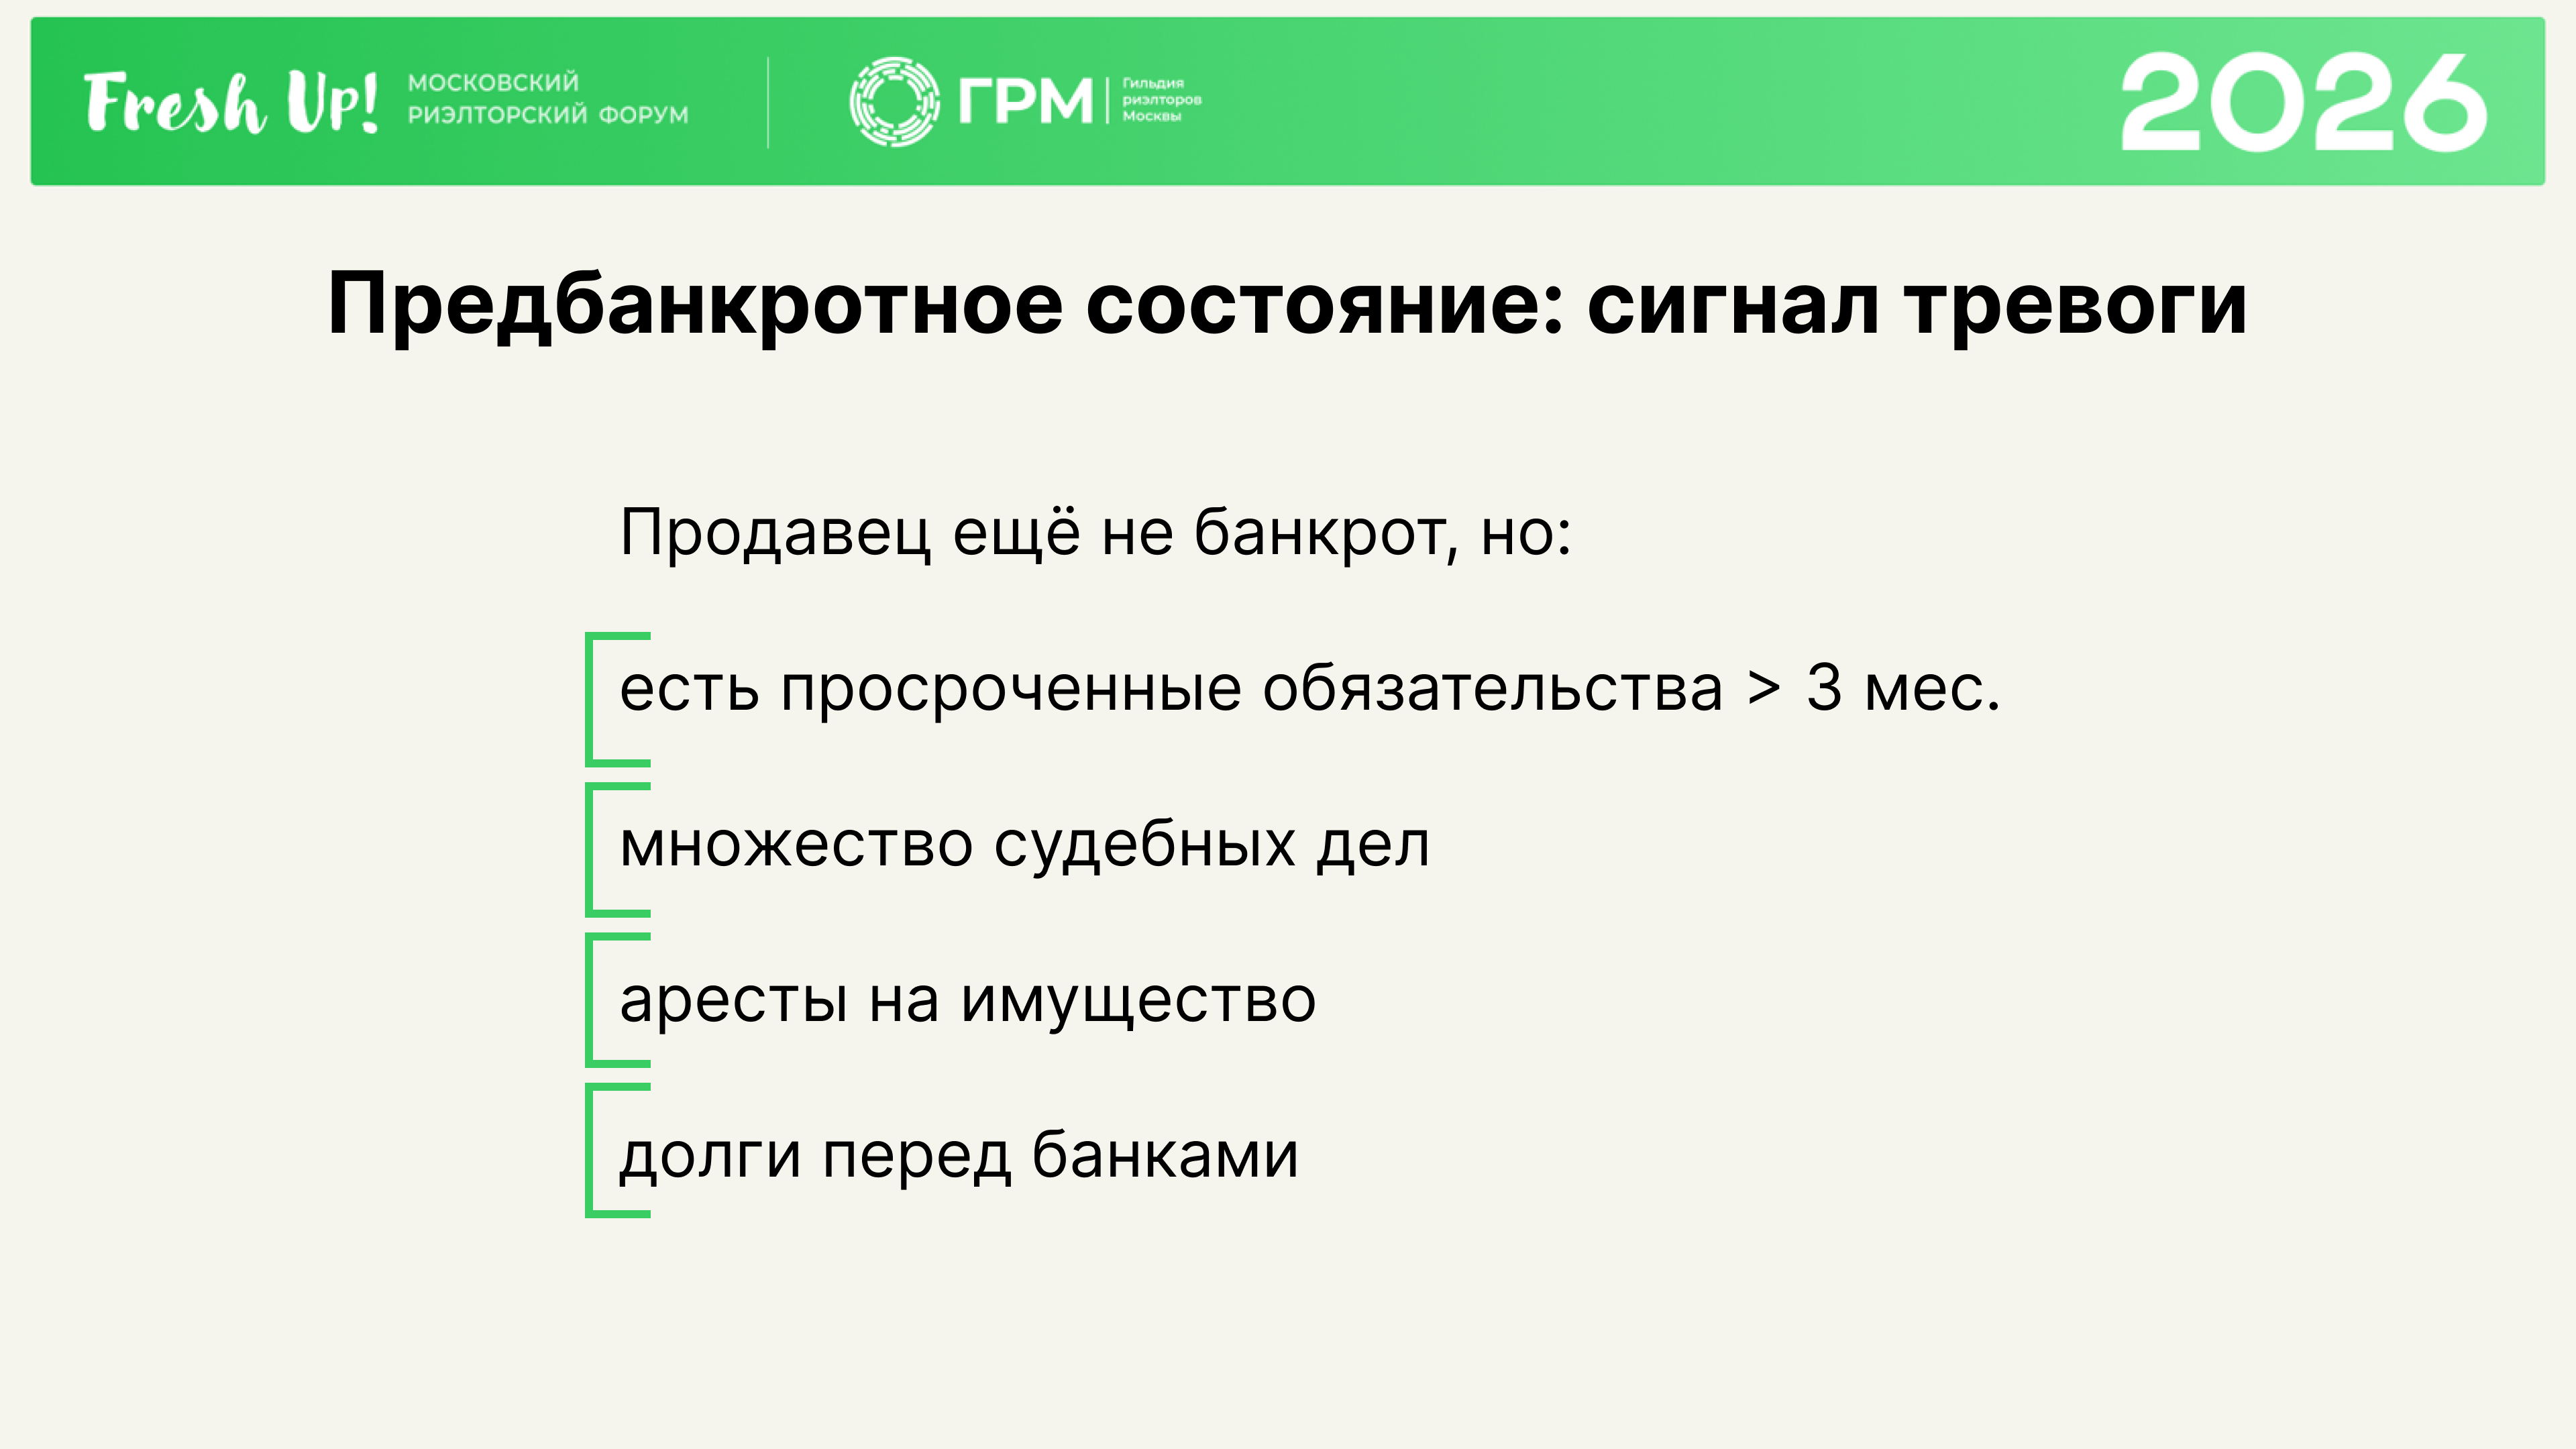 Fresh Up!
МОСКОВСКИЙ
РИЭЛТОРСКИЙ ФОРУМ
ГРМ
Гильдия
риэлторов
Москвы
2026
Предбанкротное состояние: сигнал тревоги
Продавец ещё не банкрот, но:
есть просроченные обязательства > 3 мес.
множество судебных дел
аресты на имущество
долги перед банками